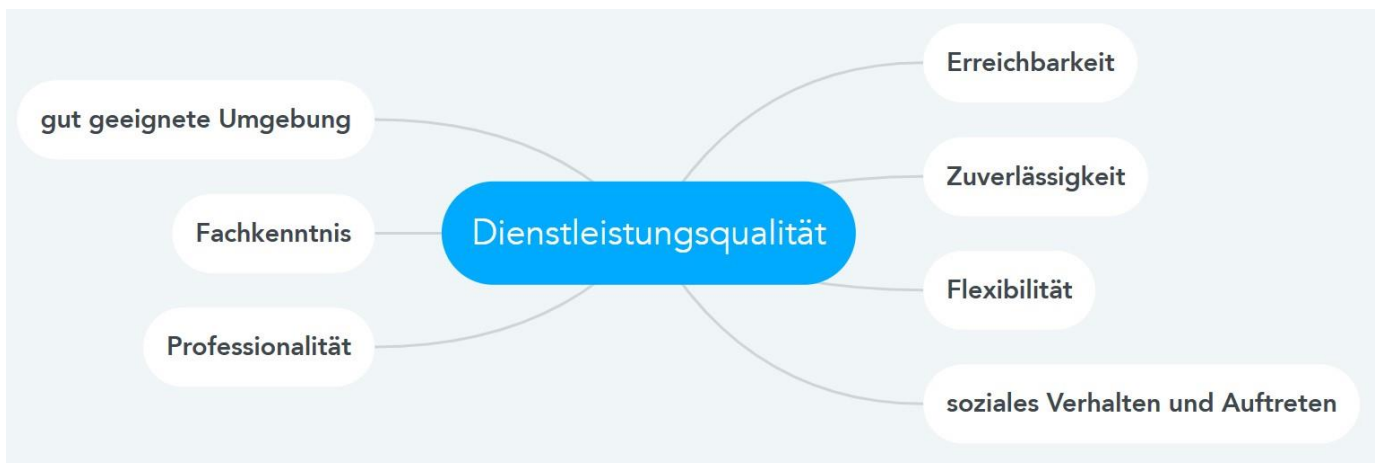 Dienstleistungsqualität
gut geeignete Umgebung
Fachkenntnis
Professionalität
Erreichbarkeit
Zuverlässigkeit
Flexibilität
soziales Verhalten und Auftreten